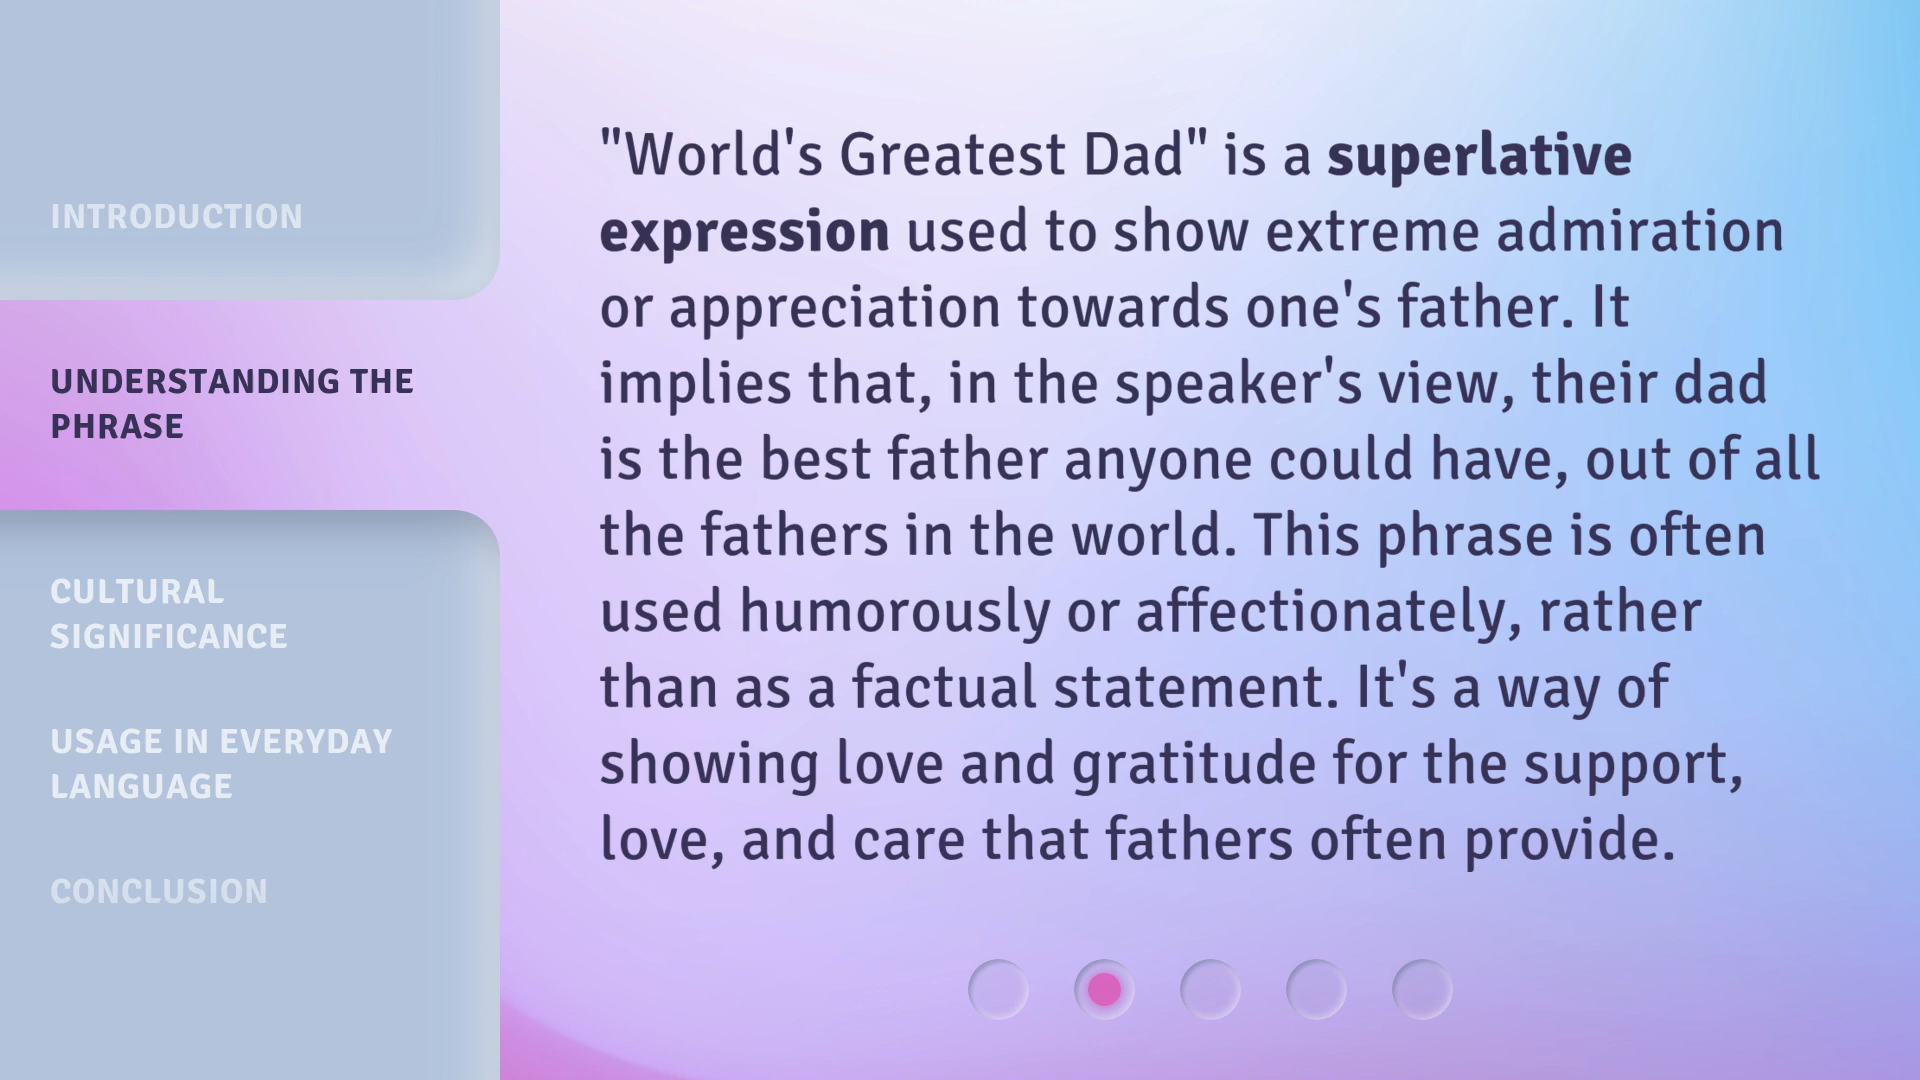 INTRODUCTION
UNDERSTANDING THE
PHRASE
CULTURAL
SIGNIFICANCE
USAGE IN EVERYDAY
LANGUAGE
CONCLUSION
"World's Greatest Dad" is a superlative
expression used to show extreme admiration
or appreciation towards one's father. It
implies that, in the speaker's view, their dad
is the best father anyone could have, out of all
the fathers in the world. This phrase is often
used humorously or affectionately, rather
than as a factual statement. It's a way of
showing love and gratitude for the support,
love, and care that fathers often provide.